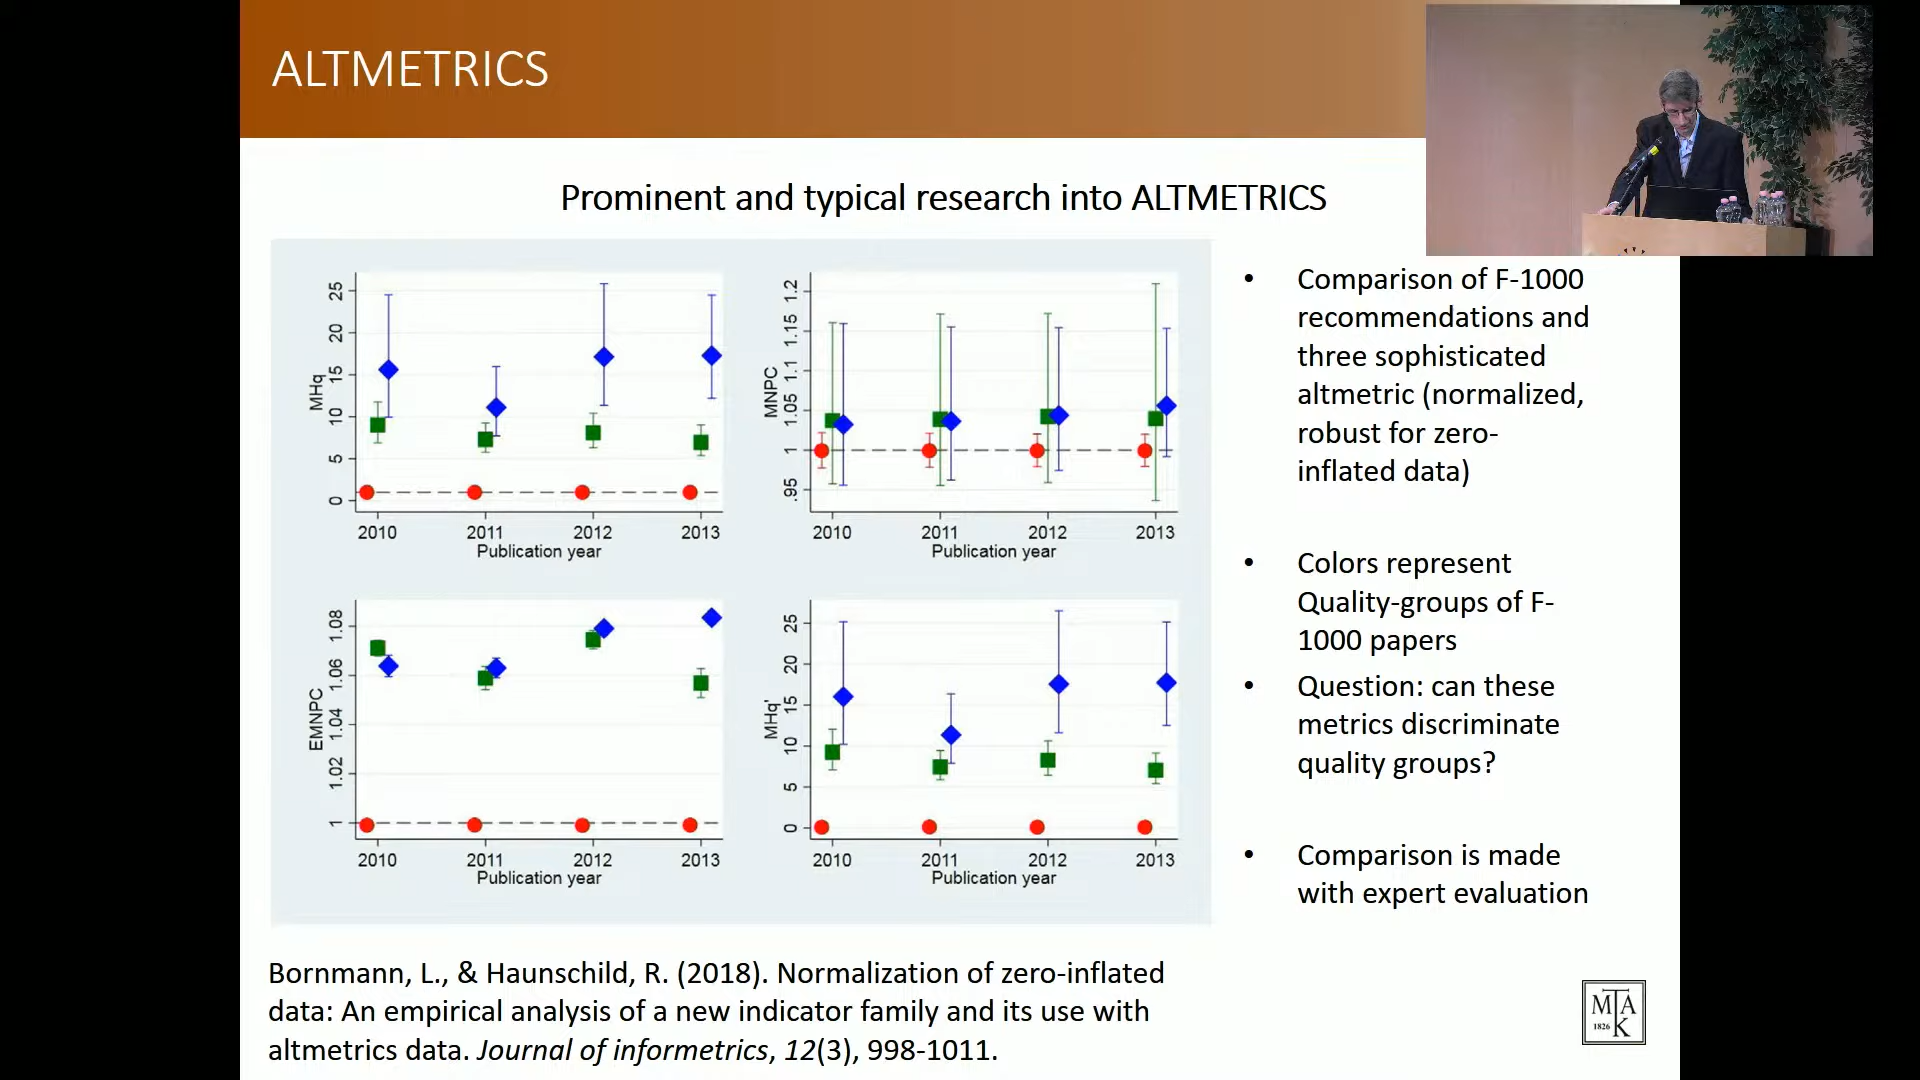 ALTMETRICS
Prominent and typical research into ALTMETRICS
MHq
25
20
15
10
5
0
2010 2011 2012 2013
Publication year
MNPC
1.2
1.15
1.1
1.05
1
.95
2010 2011 2012 2013
Publication year
EMNPC
1.08
1.06
1.04
1.02
1
2010 2011 2012 2013
Publication year
MHq'
25
20
15
10
5
0
2010 2011 2012 2013
Publication year
• Comparison of F-1000
recommendations and
three sophisticated
altmetric (normalized,
robust for zero-
inflated data)
• Colors represent
Quality-groups of F-
1000 papers
• Question: can these
metrics discriminate
quality groups?
• Comparison is made
with expert evaluation
Bornmann, L., & Haunschild, R. (2018). Normalization of zero-inflated
data: An empirical analysis of a new indicator family and its use with
altmetrics data. Journal of informetrics, 12(3), 998-1011.
MTA
1826 K